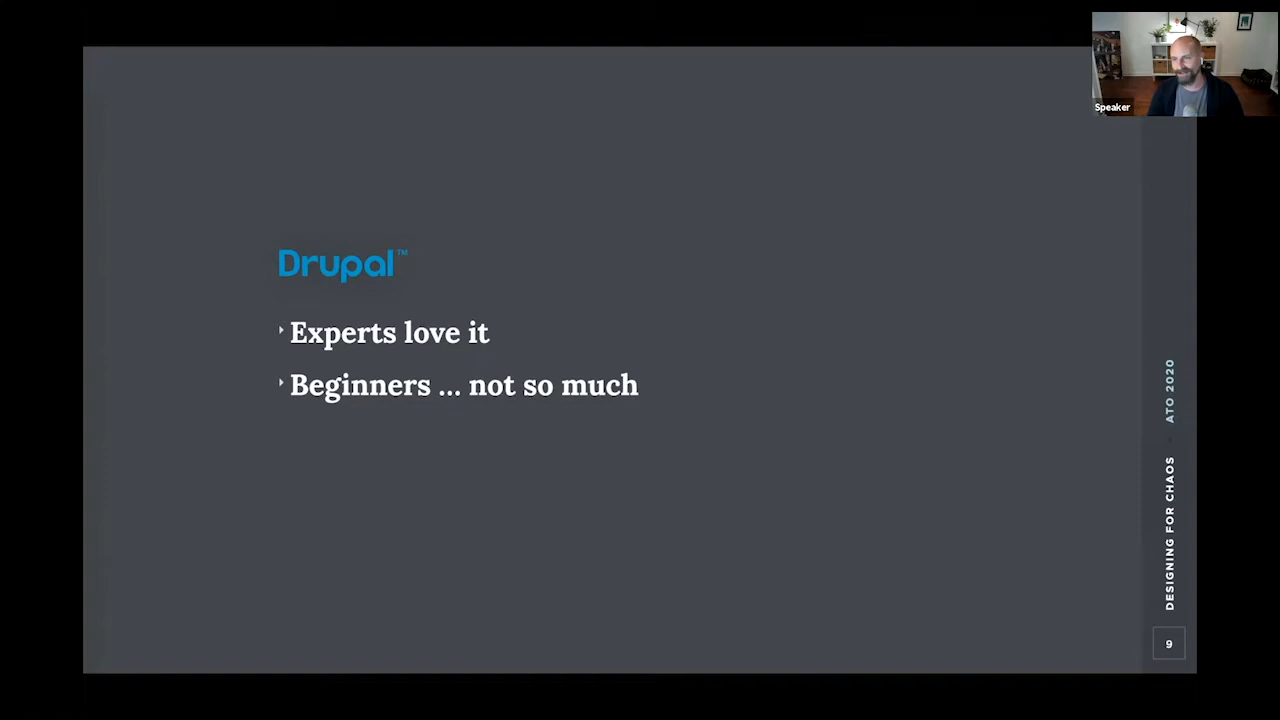 Speaker
Drupal™
Experts love it
Beginners ... not so much
DESIGNING FOR CHAOS
ATO 2020
9